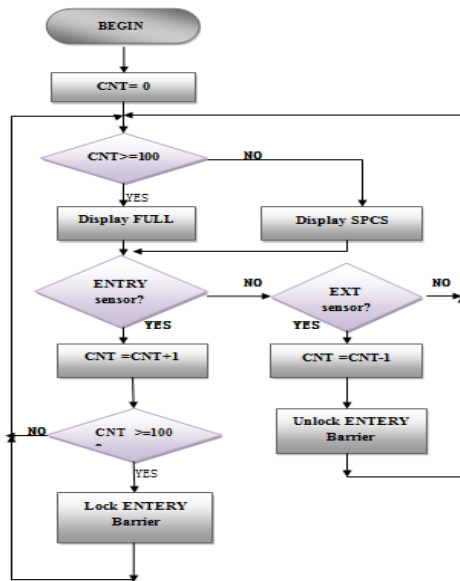 BEGIN
CNT= 0
CNT>=100
NO
YES
Display FULL
Display SPCS
ENTRY
sensor?
NO
EXT
sensor?
NO
YES
YES
CNT =CNT+1
CNT =CNT-1
NO
CNT >=100
?
YES
Unlock ENTERY
Barrier
Lock ENTERY
Barrier